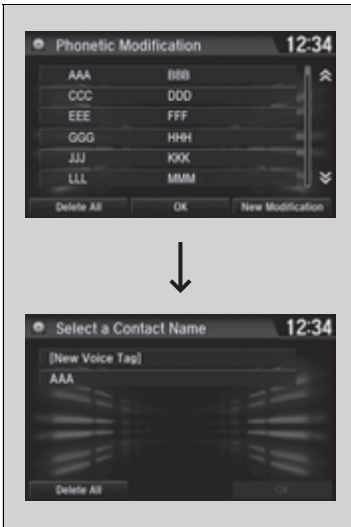 Phonetic Modification 12:34
AAA BBB
CCC DDD
EEE FFF
GGG HHH
JJJ KKK
LLL MMM
Delete All OK New Modification
Select a Contact Name 12:34
[New Voice Tag]
AAA
Delete All OK